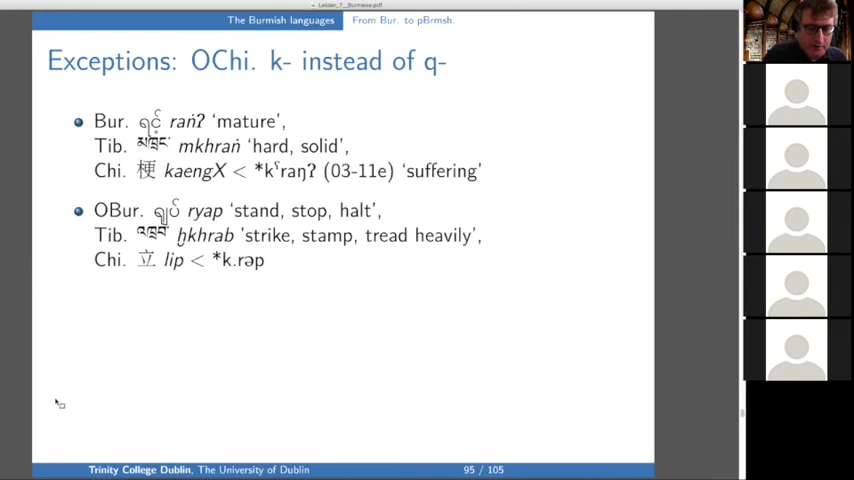 Lekcier_7__Burmese.pdf
The Burmish languages From Bur. to pBrmsh.
Exceptions: OChi. k- instead of q-
Bur. ရင့် raṅʔ ‘mature’,
Tib. མཁྲང་ mkhraṅ ‘hard, solid’,
Chi. 梗 kaengX < *kˤraŋʔ (03-11e) ‘suffering’
OBur. ရျပ် ryap ‘stand, stop, halt’,
Tib. འཁྲབ་ ḫkhrab 'strike, stamp, tread heavily’,
Chi. 立 lip < *k.rəp
Trinity College Dublin, The University of Dublin 95 / 105